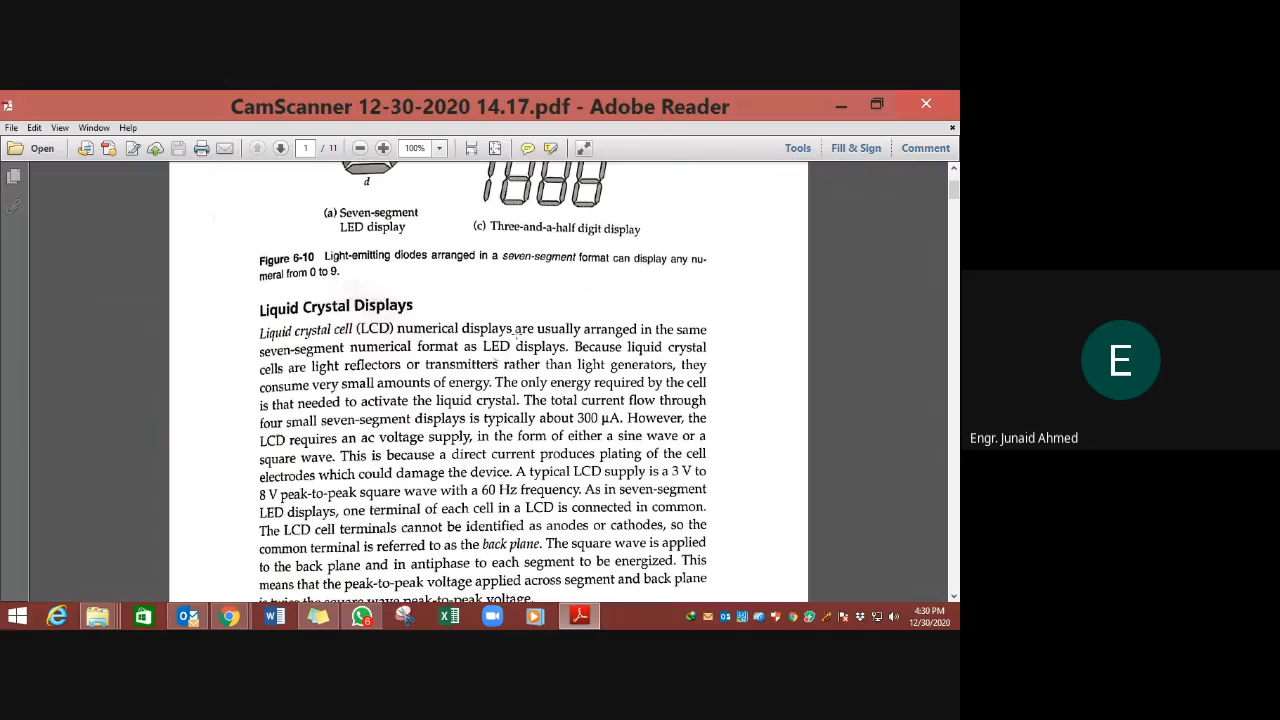 CamScanner 12-30-2020 14.17.pdf - Adobe Reader
File Edit View Window Help
Open 1 / 11 100% Tools Fill & Sign Comment
d
(a) Seven-segment
LED display
(c) Three-and-a-half digit display
Figure 6-10 Light-emitting diodes arranged in a seven-segment format can display any nu-
meral from 0 to 9.
Liquid Crystal Displays
Liquid crystal cell (LCD) numerical displays are usually arranged in the same
seven-segment numerical format as LED displays. Because liquid crystal
cells are light reflectors or transmitters rather than light generators, they
consume very small amounts of energy. The only energy required by the cell
is that needed to activate the liquid crystal. The total current flow through
four small seven-segment displays is typically about 300 μA. However, the
LCD requires an ac voltage supply, in the form of either a sine wave or a
square wave. This is because a direct current produces plating of the cell
electrodes which could damage the device. A typical LCD supply is a 3 V to
8 V peak-to-peak square wave with a 60 Hz frequency. As in seven-segment
LED displays, one terminal of each cell in a LCD is connected in common.
The LCD cell terminals cannot be identified as anodes or cathodes, so the
common terminal is referred to as the back plane. The square wave is applied
to the back plane and in antiphase to each segment to be energized. This
means that the peak-to-peak voltage applied across segment and back plane
is twice the square wave peak-to-peak voltage.
4:30 PM
12/30/2020
E
Engr. Junaid Ahmed